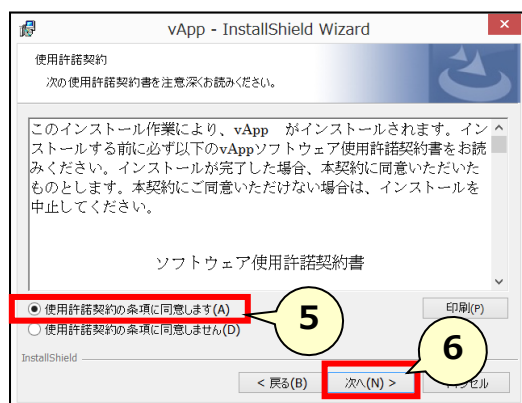 vApp - InstallShield Wizard
使用許諾契約
次の使用許諾契約書を注意深くお読みください。
このインストール作業により、vApp がインストールされます。イン
ストールする前に必ず以下のvAppソフトウェア使用許諾契約書をお読
みください。インストールが完了した場合、本契約に同意いただいた
ものとします。本契約にご同意いただけない場合は、インストールを
中止してください。
ソフトウェア使用許諾契約書
使用許諾契約の条項に同意します(A)
5
印刷(P)
使用許諾契約の条項に同意しません(D)
6
InstallShield
< 戻る(B)
次へ(N) >